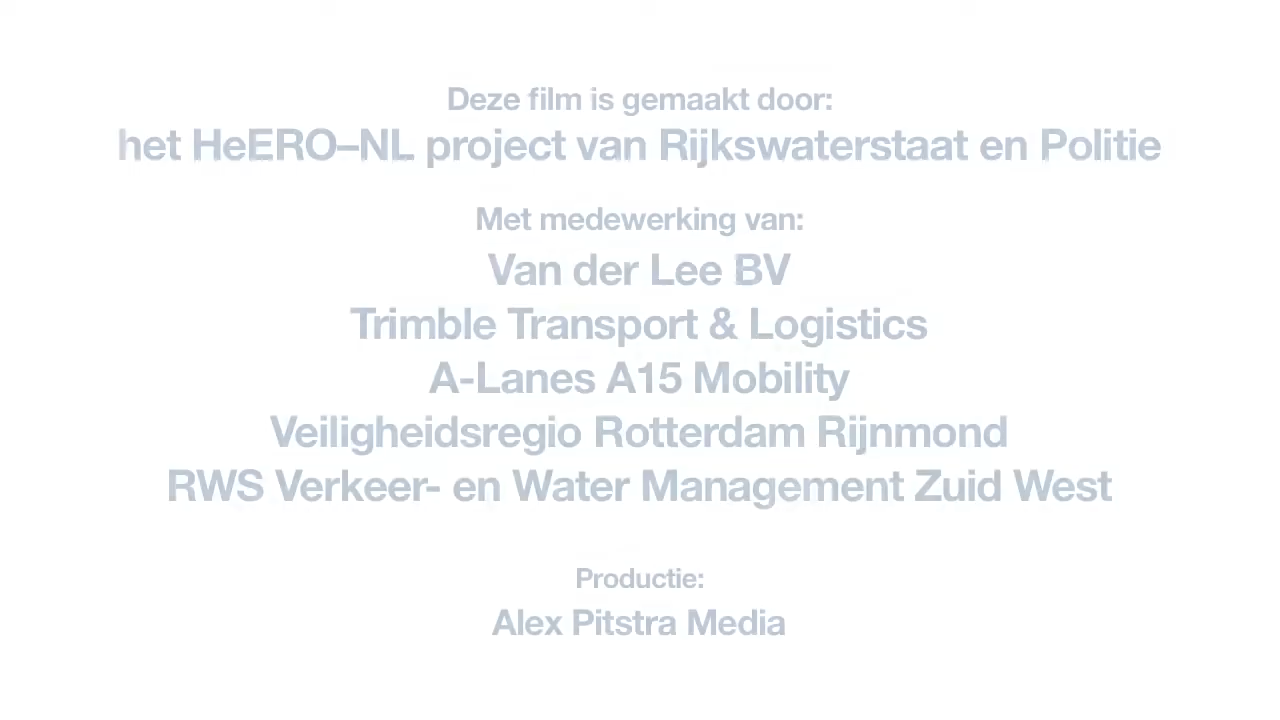 Deze film is gemaakt door:
het HeERO–NL project van Rijkswaterstaat en Politie
Met medewerking van:
Van der Lee BV
Trimble Transport & Logistics
A-Lanes A15 Mobility
Veiligheidsregio Rotterdam Rijnmond
RWS Verkeer- en Water Management Zuid West
Productie:
Alex Pitstra Media